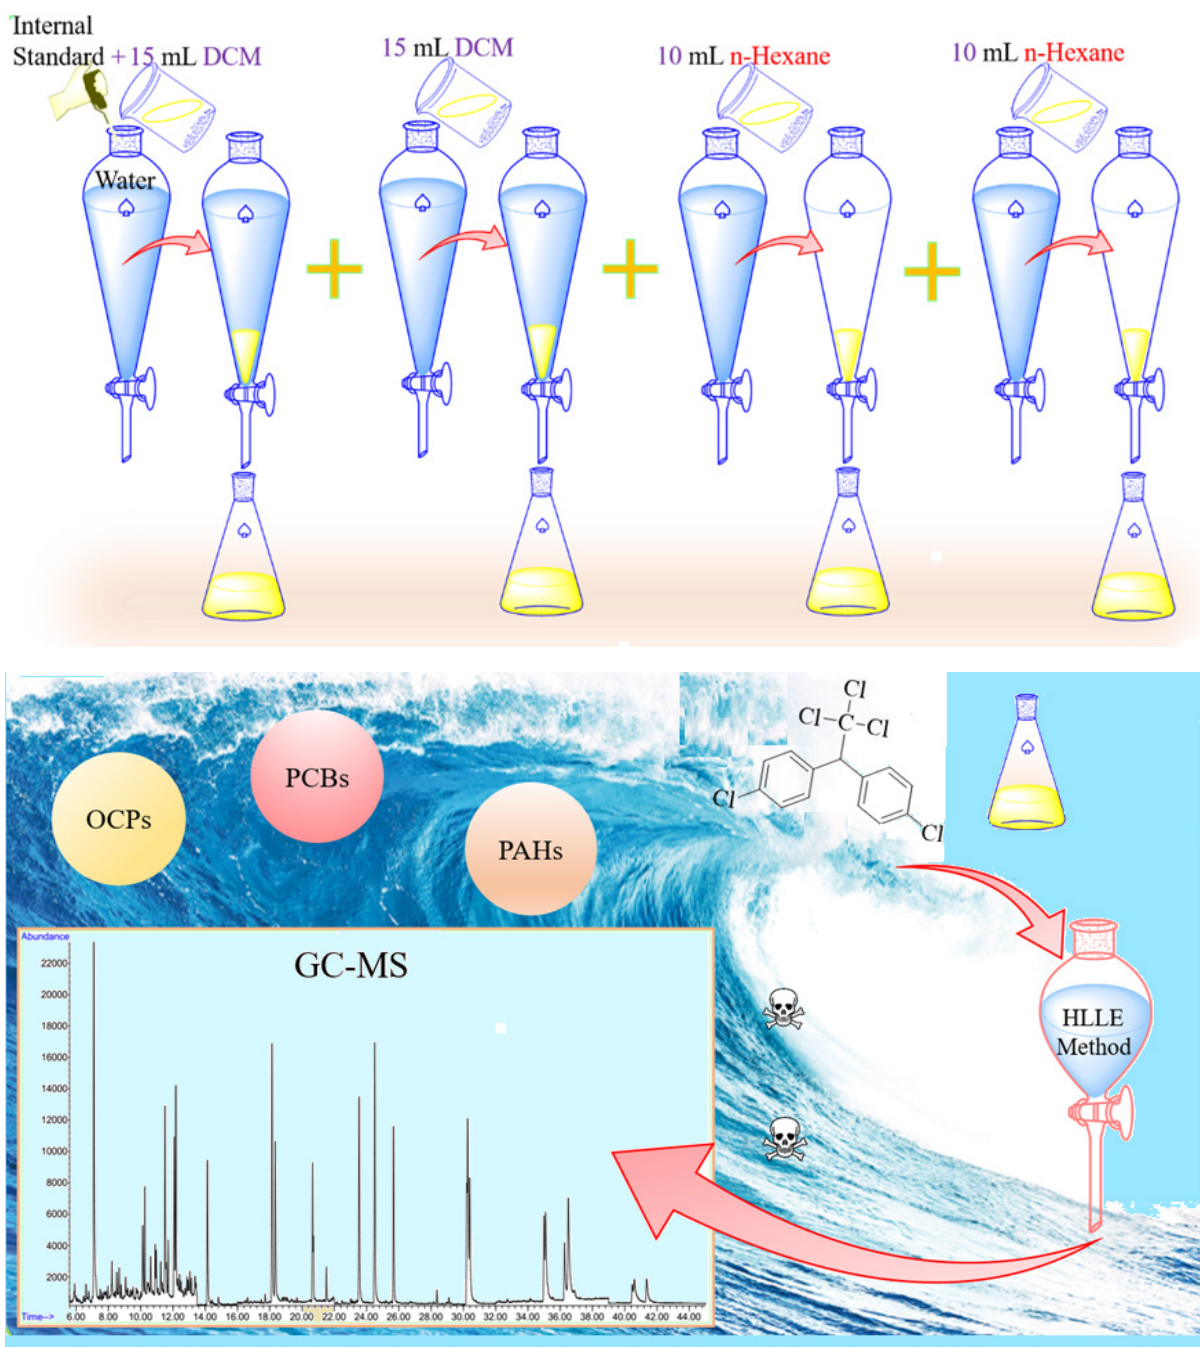 Internal
Standard +15 mL DCM
15 mL DCM
10 mL n-Hexane
10 mL n-Hexane
Water
OCPs
PCBs
PAHs
Cl
Cl-C-Cl
Cl
Cl
HLLE
Method
Abundance
GC-MS
22000
20000
18000
16000
14000
12000
10000
8000
6000
4000
2000
Time-->
6.00 8.00 10.00 12.00 14.00 16.00 18.00 20.00 22.00 24.00 26.00 28.00 30.00 32.00 34.00 36.00 38.00 40.00 42.00 44.00